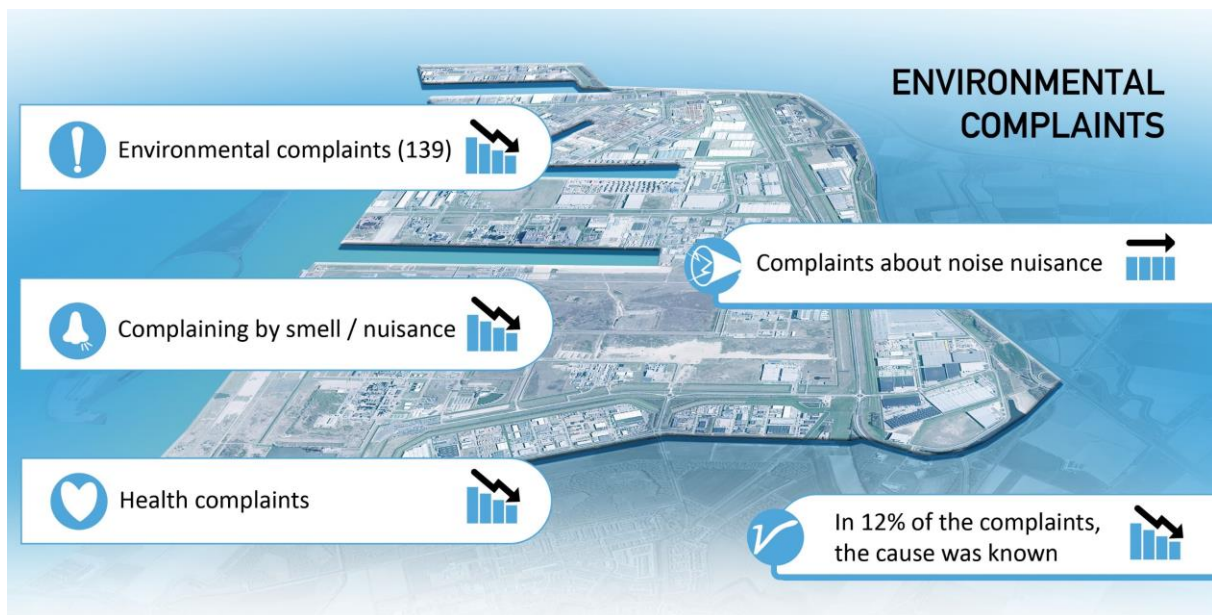 ENVIRONMENTAL
COMPLAINTS
Environmental complaints (139)
Complaints about noise nuisance
Complaining by smell / nuisance
Health complaints
In 12% of the complaints,
the cause was known